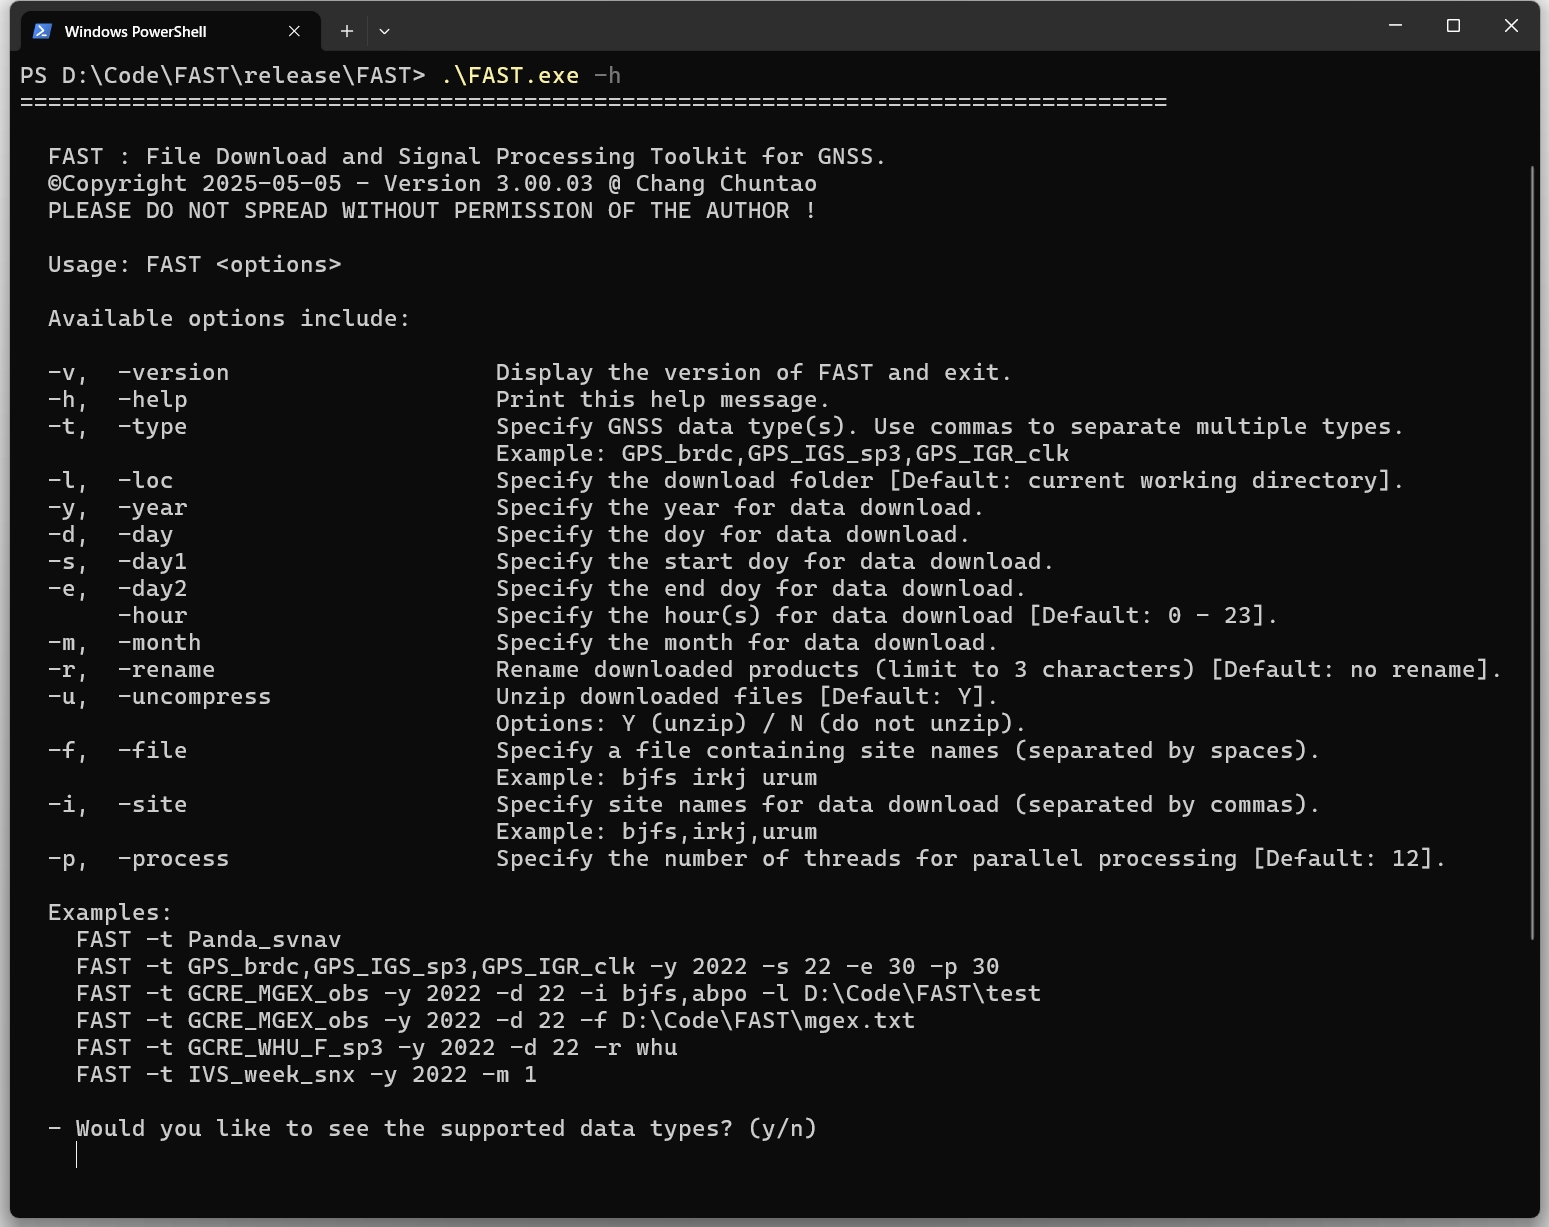 Windows PowerShell
PS D:\Code\FAST\release\FAST> .\FAST.exe -h
==================================================================================
FAST : File Download and Signal Processing Toolkit for GNSS.
©Copyright 2025-05-05 - Version 3.00.03 @ Chang Chuntao
PLEASE DO NOT SPREAD WITHOUT PERMISSION OF THE AUTHOR !
Usage: FAST <options>
Available options include:
-v, -version Display the version of FAST and exit.
-h, -help Print this help message.
-t, -type Specify GNSS data type(s). Use commas to separate multiple types.
Example: GPS_brdc,GPS_IGS_sp3,GPS_IGR_clk
-l, -loc Specify the download folder [Default: current working directory].
-y, -year Specify the year for data download.
-d, -day Specify the doy for data download.
-s, -day1 Specify the start doy for data download.
-e, -day2 Specify the end doy for data download.
-hour Specify the hour(s) for data download [Default: 0 - 23].
-m, -month Specify the month for data download.
-r, -rename Rename downloaded products (limit to 3 characters) [Default: no rename].
-u, -uncompress Unzip downloaded files [Default: Y].
Options: Y (unzip) / N (do not unzip).
-f, -file Specify a file containing site names (separated by spaces).
Example: bjfs irkj urum
-i, -site Specify site names for data download (separated by commas).
Example: bjfs,irkj,urum
-p, -process Specify the number of threads for parallel processing [Default: 12].
Examples:
FAST -t Panda_svnav
FAST -t GPS_brdc,GPS_IGS_sp3,GPS_IGR_clk -y 2022 -s 22 -e 30 -p 30
FAST -t GCRE_MGEX_obs -y 2022 -d 22 -i bjfs,abpo -l D:\Code\FAST\test
FAST -t GCRE_MGEX_obs -y 2022 -d 22 -f D:\Code\FAST\mgex.txt
FAST -t GCRE_WHU_F_sp3 -y 2022 -d 22 -r whu
FAST -t IVS_week_snx -y 2022 -m 1
- Would you like to see the supported data types? (y/n)